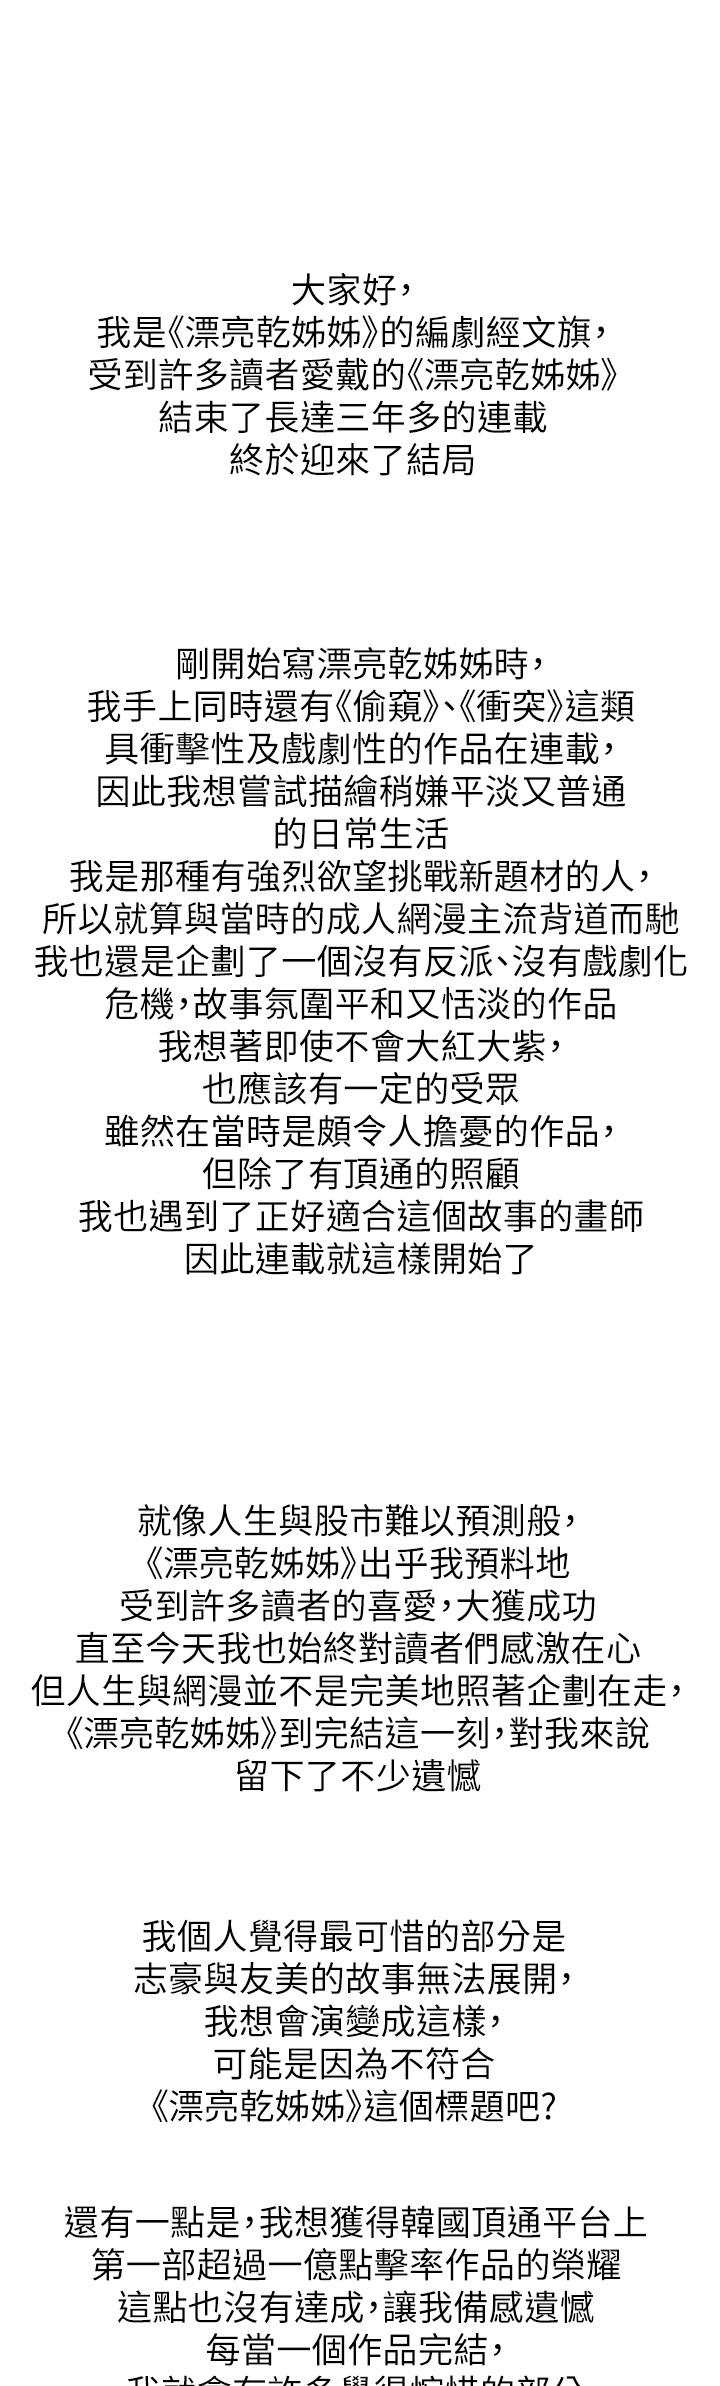 大家好，
我是《漂亮乾姊姊》的編劇經文旗，
受到許多讀者愛戴的《漂亮乾姊姊》
結束了長達三年多的連載
終於迎來了結局
剛開始寫漂亮乾姊姊時，
我手上同時還有《偷窺》、《衝突》這類
具衝擊性及戲劇性的作品在連載，
因此我想嘗試描繪稍嫌平淡又普通
的日常生活
我是那種有強烈欲望挑戰新題材的人，
所以就算與當時的成人網漫主流背道而馳
我也還是企劃了一個沒有反派、沒有戲劇化
危機，故事氛圍平和又恬淡的作品
我想著即使不會大紅大紫，
也應該有一定的受眾
雖然在當時是頗令人擔憂的作品，
但除了有頂通的照顧
我也遇到了正好適合這個故事的畫師
因此連載就這樣開始了
就像人生與股市難以預測般，
《漂亮乾姊姊》出乎我預料地
受到許多讀者的喜愛，大獲成功
直至今天我也始終對讀者們感激在心
但人生與網漫並不是完美地照著企劃在走，
《漂亮乾姊姊》到完結這一刻，對我來說
留下了不少遺憾
我個人覺得最可惜的部分是
志豪與友美的故事無法展開，
我想會演變成這樣，
可能是因為不符合
《漂亮乾姊姊》這個標題吧?
還有一點是，我想獲得韓國頂通平台上
第一部超過一億點擊率作品的榮耀
這點也沒有達成，讓我備感遺憾
每當一個作品完結，
我就會有許多覺得惋惜的部分